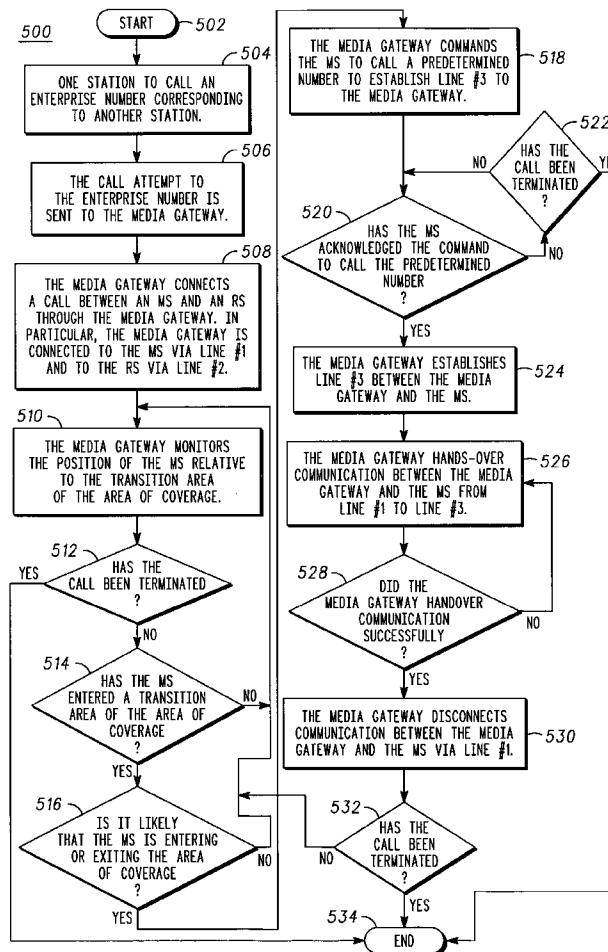 500
START
502
504
ONE STATION TO CALL AN
ENTERPRISE NUMBER CORRESPONDING
TO ANOTHER STATION.
506
THE CALL ATTEMPT TO
THE ENTERPRISE NUMBER IS
SENT TO THE MEDIA GATEWAY.
508
THE MEDIA GATEWAY CONNECTS
A CALL BETWEEN AN MS AND AN RS
THROUGH THE MEDIA GATEWAY. IN
PARTICULAR, THE MEDIA GATEWAY IS
CONNECTED TO THE MS VIA LINE #1
AND TO THE RS VIA LINE #2.
510
THE MEDIA GATEWAY MONITORS
THE POSITION OF THE MS RELATIVE
TO THE TRANSITION AREA
OF THE AREA OF COVERAGE.
512
YES
HAS THE
CALL BEEN TERMINATED
?
NO
514
HAS THE MS
ENTERED A TRANSITION
AREA OF THE AREA OF
COVERAGE
?
NO
YES
516
IS IT LIKELY
THAT THE MS IS ENTERING
OR EXITING THE AREA
OF COVERAGE
?
NO
YES
THE MEDIA GATEWAY COMMANDS
THE MS TO CALL A PREDETERMINED
NUMBER TO ESTABLISH LINE #3 TO
THE MEDIA GATEWAY.
518
522
NO
HAS THE
CALL BEEN
TERMINATED
?
520
HAS THE MS
ACKNOWLEDGED THE COMMAND
TO CALL THE PREDETERMINED
NUMBER
?
NO
YES
THE MEDIA GATEWAY ESTABLISHES
LINE #3 BETWEEN THE MEDIA
GATEWAY AND THE MS.
524
THE MEDIA GATEWAY HANDS-OVER
COMMUNICATION BETWEEN THE MEDIA
GATEWAY AND THE MS FROM
LINE #1 TO LINE #3.
526
528
DID THE
MEDIA GATEWAY HANDOVER
COMMUNICATION
SUCCESSFULLY
?
NO
YES
THE MEDIA GATEWAY DISCONNECTS
COMMUNICATION BETWEEN THE MEDIA
GATEWAY AND THE MS VIA LINE #1.
530
532
HAS THE
CALL BEEN
TERMINATED
?
NO
YES
534
END